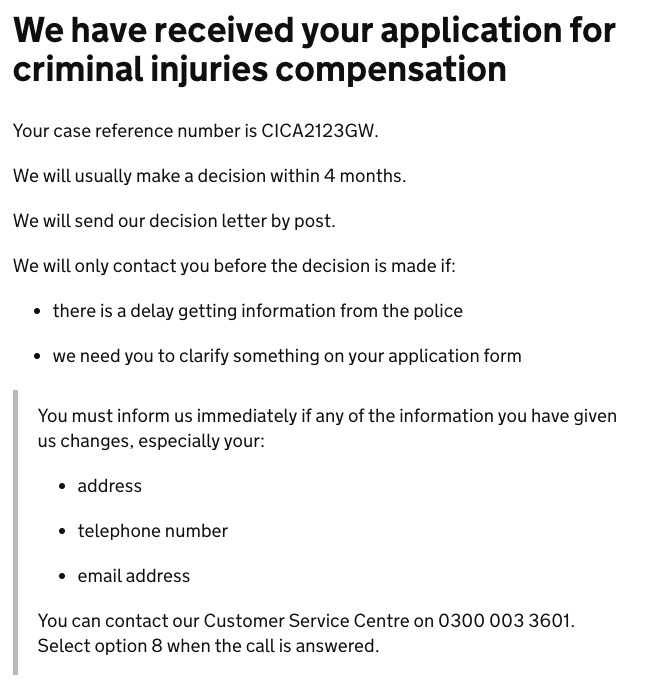 We have received your application for
criminal injuries compensation
Your case reference number is CICA2123GW.
We will usually make a decision within 4 months.
We will send our decision letter by post.
We will only contact you before the decision is made if:
• there is a delay getting information from the police
• we need you to clarify something on your application form
You must inform us immediately if any of the information you have given
us changes, especially your:
• address
• telephone number
• email address
You can contact our Customer Service Centre on 0300 003 3601.
Select option 8 when the call is answered.